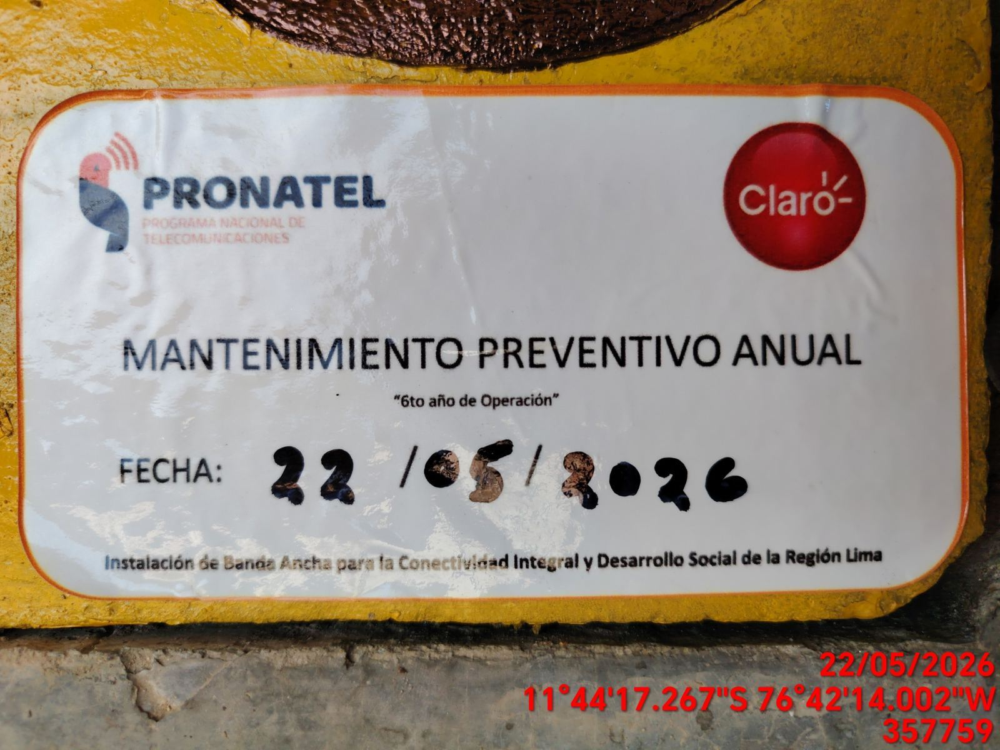 PRONATEL
PROGRAMA NACIONAL DE
TELECOMUNICACIONES
Claro
MANTENIMIENTO PREVENTIVO ANUAL
“6to año de Operación”
FECHA: 22 / 05 / 2026
Instalación de Banda Ancha para la Conectividad Integral y Desarrollo Social de la Región Lima
22/05/2026
11°44'17.267"S 76°42'14.002"W
357759